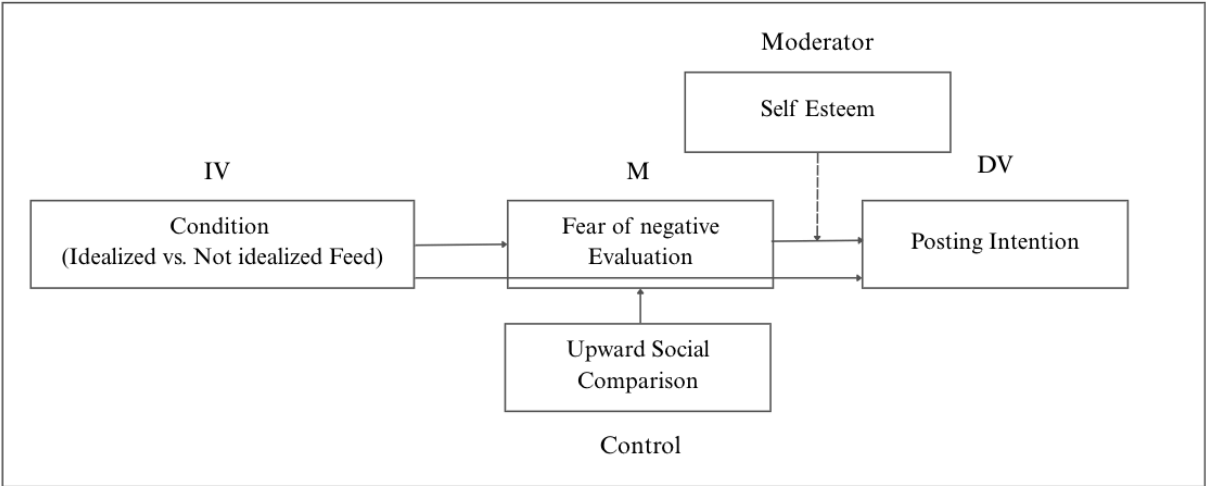 Moderator
Self Esteem
IV
M
DV
Condition
(Idealized vs. Not idealized Feed)
Fear of negative
Evaluation
Posting Intention
Upward Social
Comparison
Control